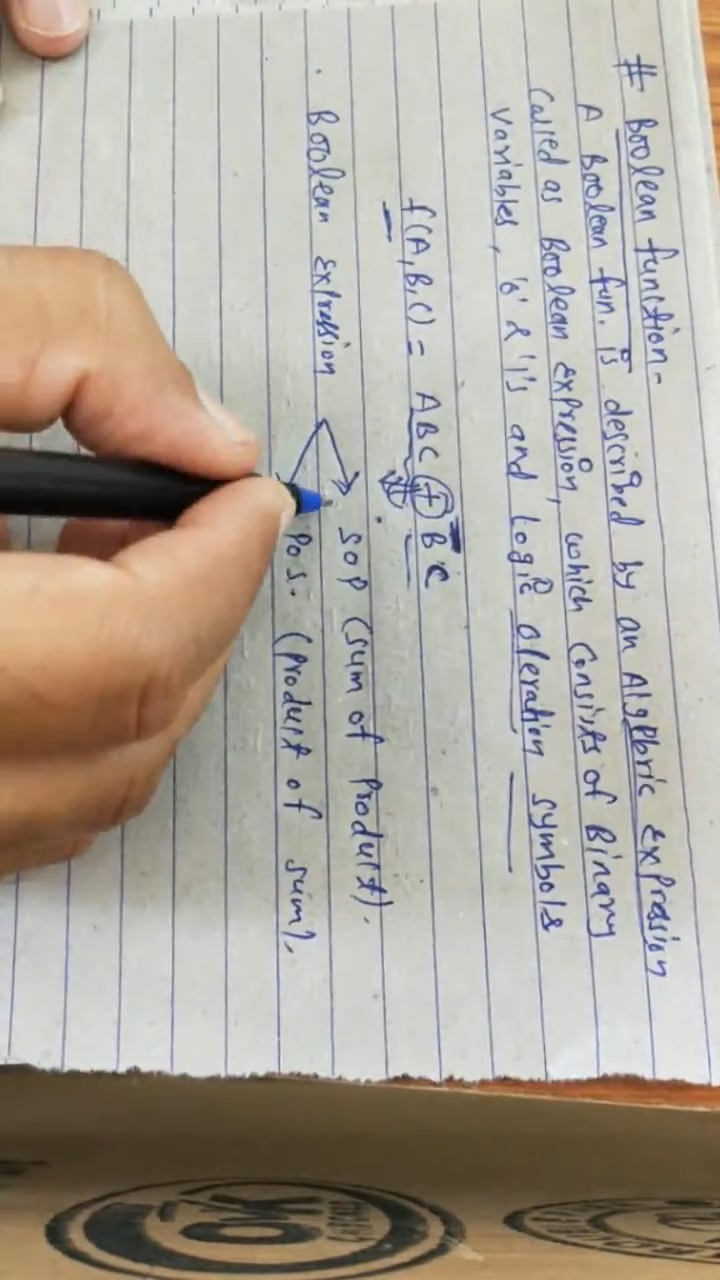 # Boolean function-
A Boolean fun. is described by an Algebric expression
Called as Boolean expression, which consists of Binary
variables, '0' & '1's and Logic operation symbols
f(A,B,C) = ABC + B̅C
Boolean expression
SOP (sum of product).
POS. (product of sum).
OK